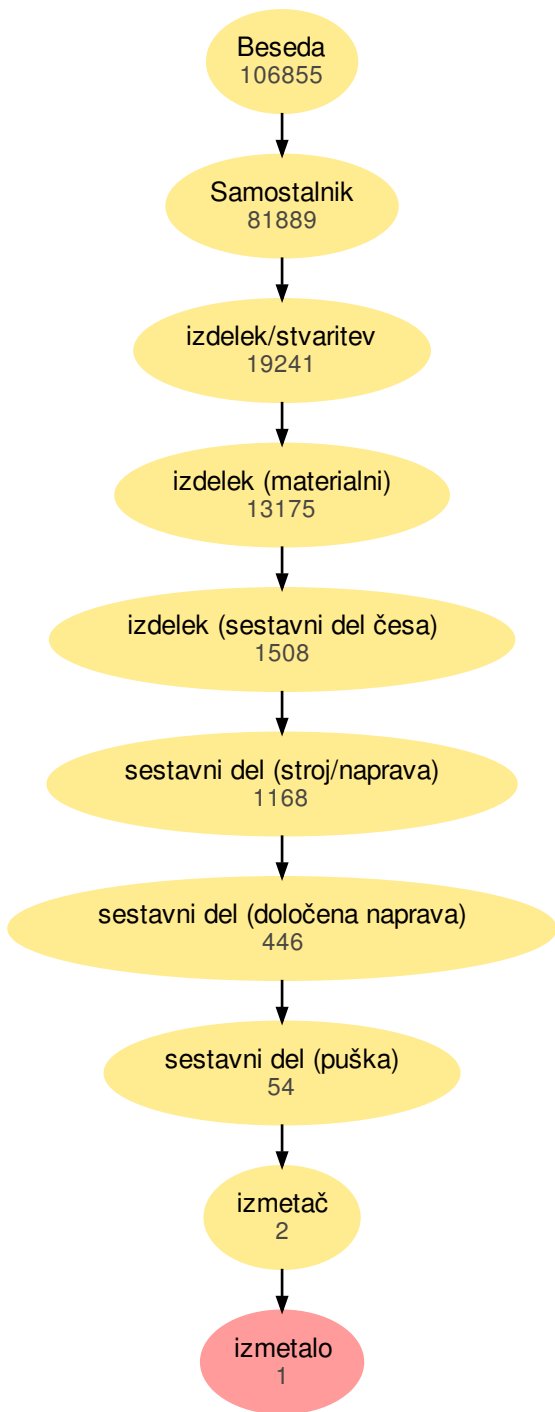 Beseda
106855
Samostalnik
81889
izdelek/stvaritev
19241
izdelek (materialni)
13175
izdelek (sestavni del česa)
1508
sestavni del (stroj/naprava)
1168
sestavni del (določena naprava)
446
sestavni del (puška)
54
izmetač
2
izmetalo
1